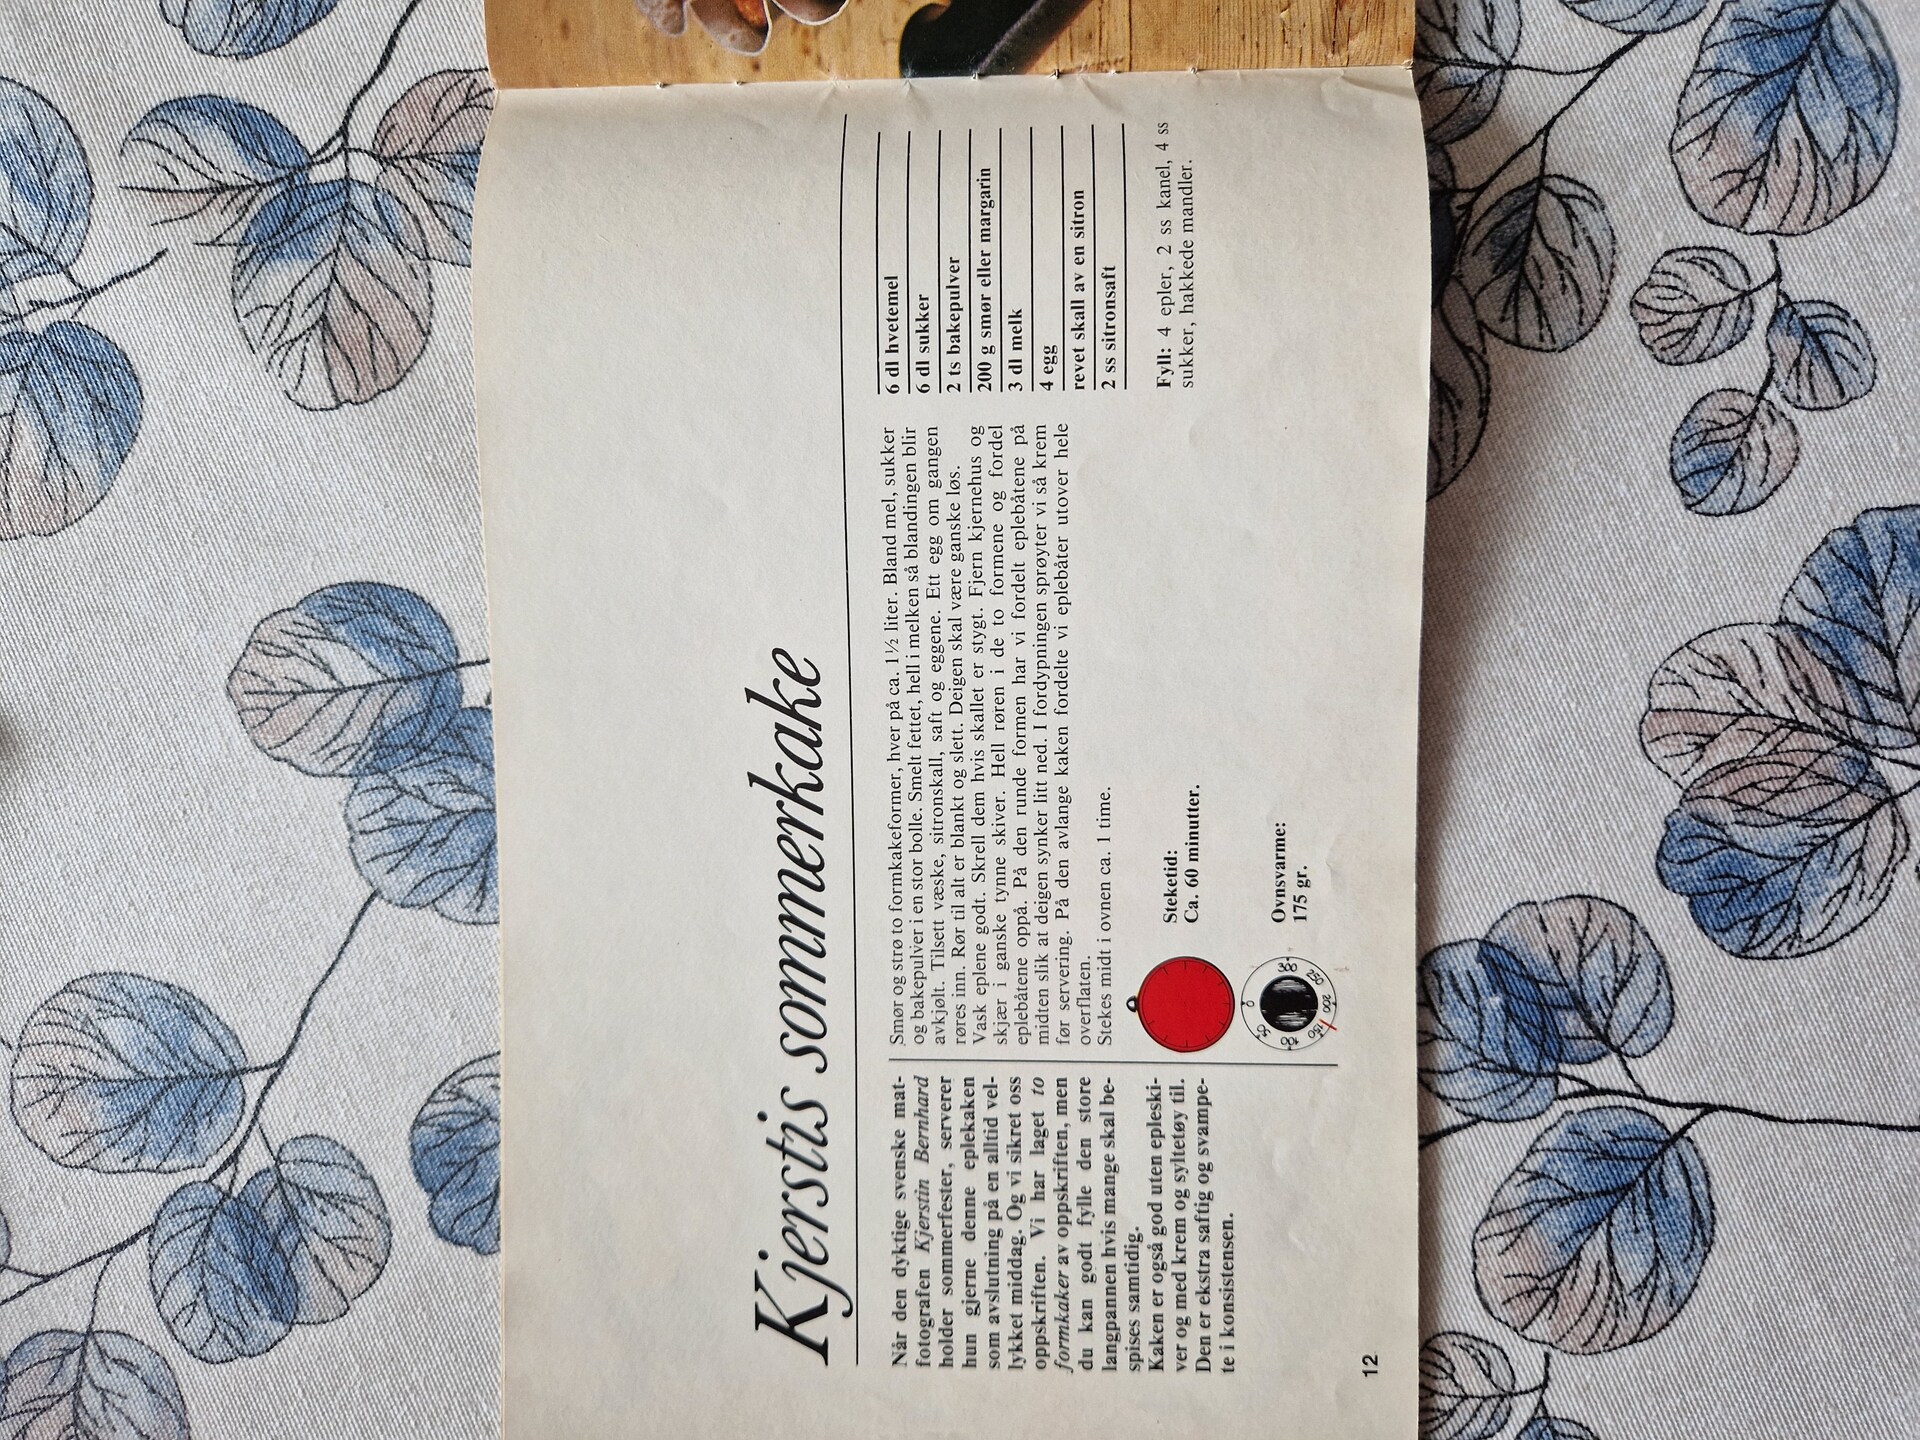 Kjerstis sommerkake
Når den dyktige svenske mat-
fotografen Kjerstin Bernhard
holder sommerfester, serverer
hun gjerne denne eplekaken
som avslutning på en alltid vel-
lykket middag. Og vi sikret oss
oppskriften. Vi har laget to
formkaker av oppskriften, men
du kan godt fylle den store
langpannen hvis mange skal be-
spises samtidig.
Kaken er også god uten epleski-
ver og med krem og syltetøy til.
Den er ekstra saftig og svampe-
te i konsistensen.
Smør og strø to formkakeformer, hver på ca. 1½ liter. Bland mel, sukker
og bakepulver i en stor bolle. Smelt fettet, hell i melken så blandingen blir
avkjølt. Tilsett væske, sitronskall, saft og eggene. Ett egg om gangen
røres inn. Rør til alt er blankt og slett. Deigen skal være ganske løs.
Vask eplene godt. Skrell dem hvis skallet er stygt. Fjern kjernehus og
skjær i ganske tynne skiver. Hell røren i de to formene og fordel
eplebåtene oppå. På den runde formen har vi fordelt eplebåtene på
midten slik at deigen synker litt ned. I fordypningen sprøyter vi så krem
før servering. På den avlange kaken fordelte vi eplebåter utover hele
overflaten.
Stekes midt i ovnen ca. 1 time.
Steketid:
Ca. 60 minutter.
0
50
100
150
200
250
300
Ovnsvarme:
175 gr.
6 dl hvetemel
6 dl sukker
2 ts bakepulver
200 g smør eller margarin
3 dl melk
4 egg
revet skall av en sitron
2 ss sitronsaft
Fyll: 4 epler, 2 ss kanel, 4 ss
sukker, hakkede mandler.
12